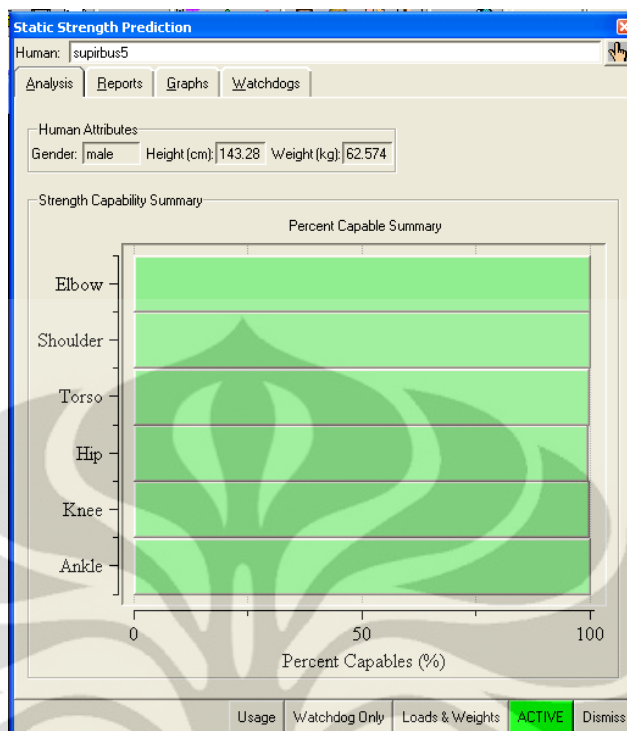 Static Strength Prediction
Human: supirbus5
Analysis Reports Graphs Watchdogs
Human Attributes
Gender: male Height (cm): 143.28 Weight (kg): 62.574
Strength Capability Summary
Percent Capable Summary
Elbow
Shoulder
Torso
Hip
Knee
Ankle
0 50 100
Percent Capables (%)
Usage Watchdog Only Loads & Weights ACTIVE Dismiss